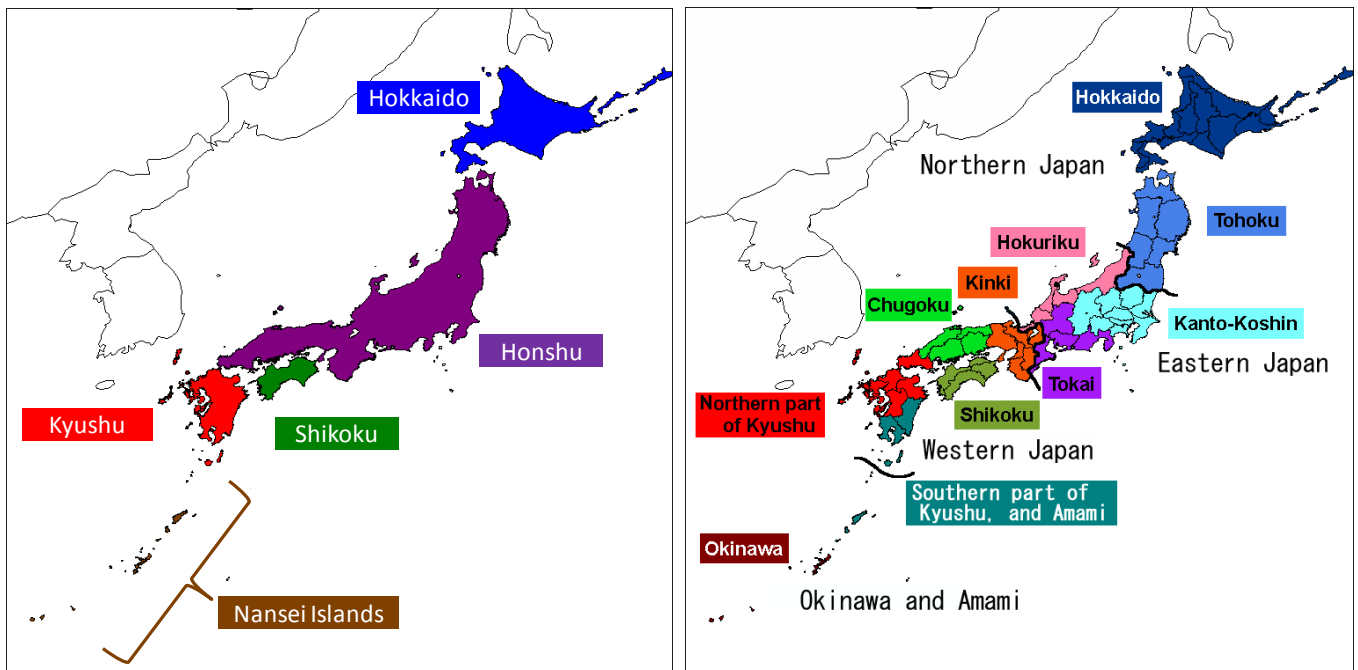 Hokkaido
Honshu
Kyushu
Shikoku
Nansei Islands
Hokkaido
Northern Japan
Tohoku
Hokuriku
Kinki
Chugoku
Kanto-Koshin
Eastern Japan
Tokai
Northern part
of Kyushu
Shikoku
Western Japan
Southern part of
Kyushu, and Amami
Okinawa
Okinawa and Amami